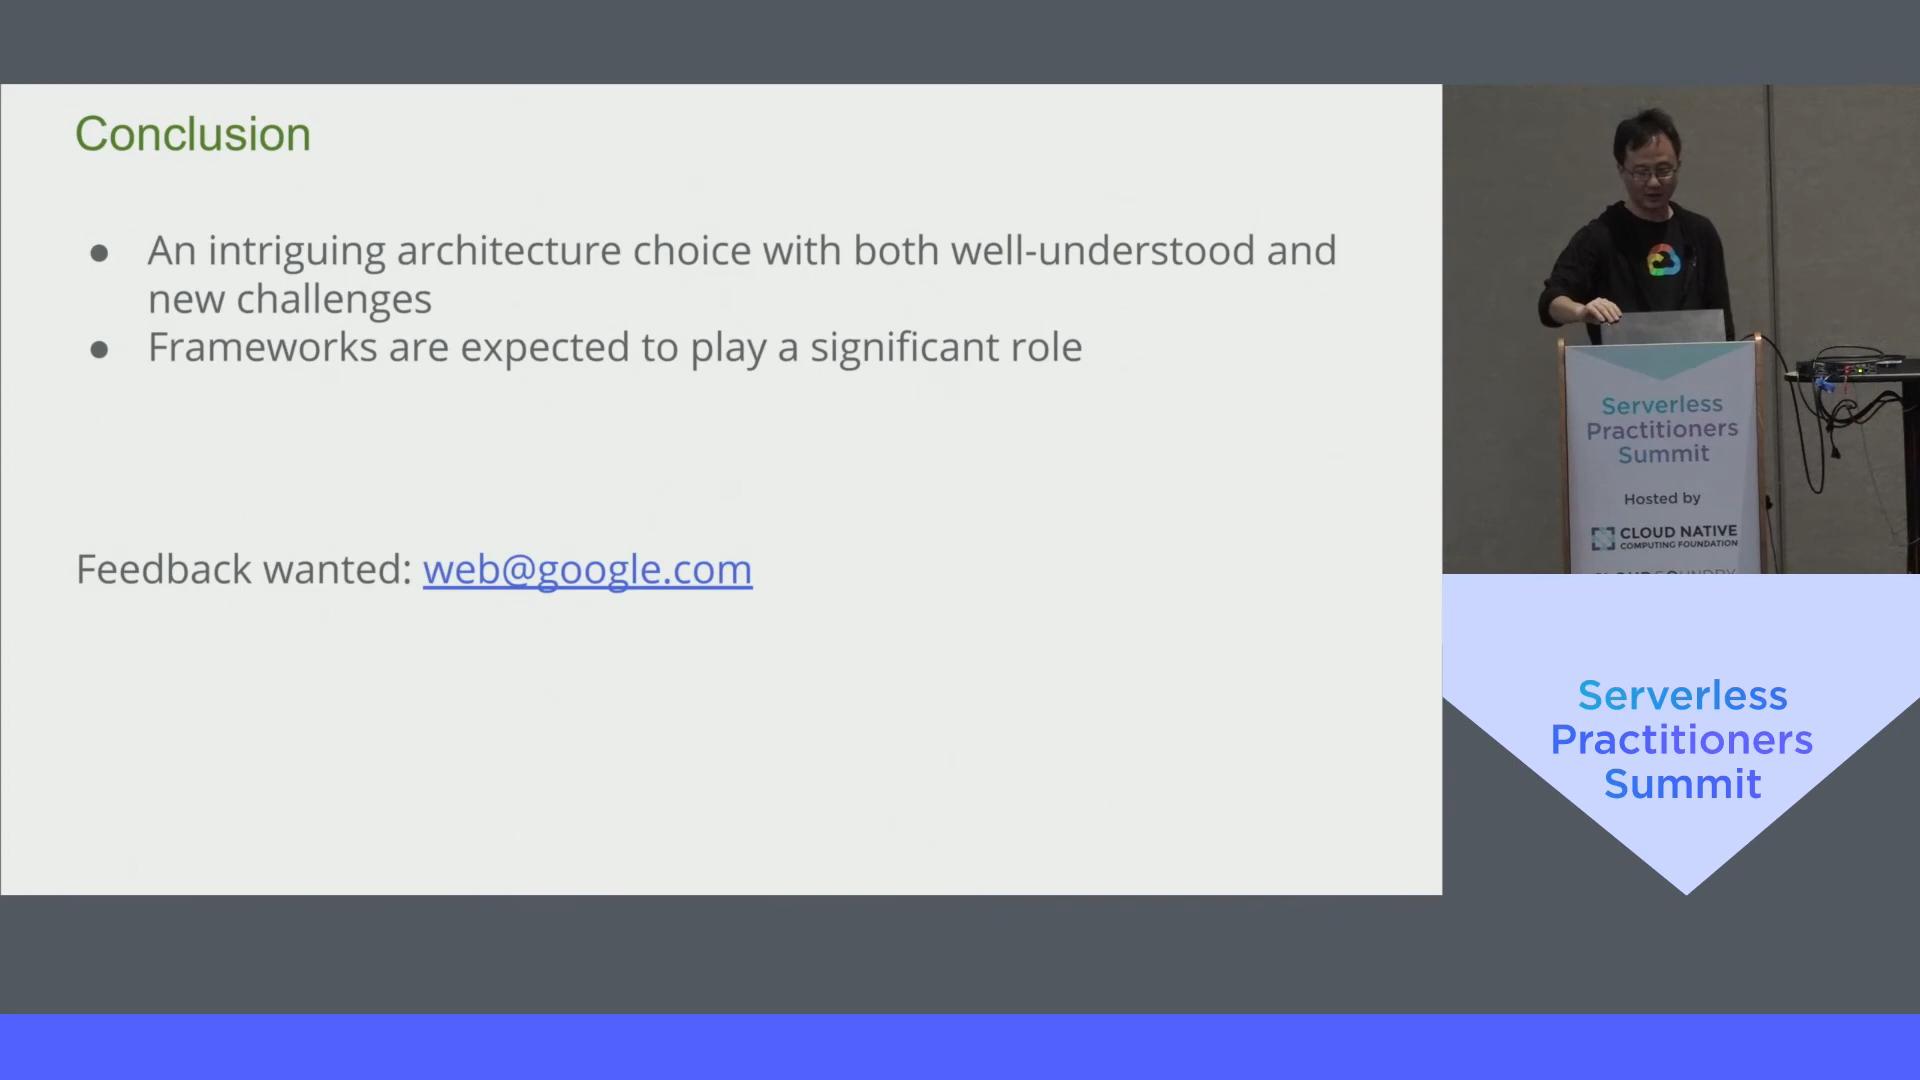 Conclusion
● An intriguing architecture choice with both well-understood and
new challenges
● Frameworks are expected to play a significant role
Feedback wanted: web@google.com
Serverless
Practitioners
Summit
Hosted by
CLOUD NATIVE
COMPUTING FOUNDATION
Serverless
Practitioners
Summit